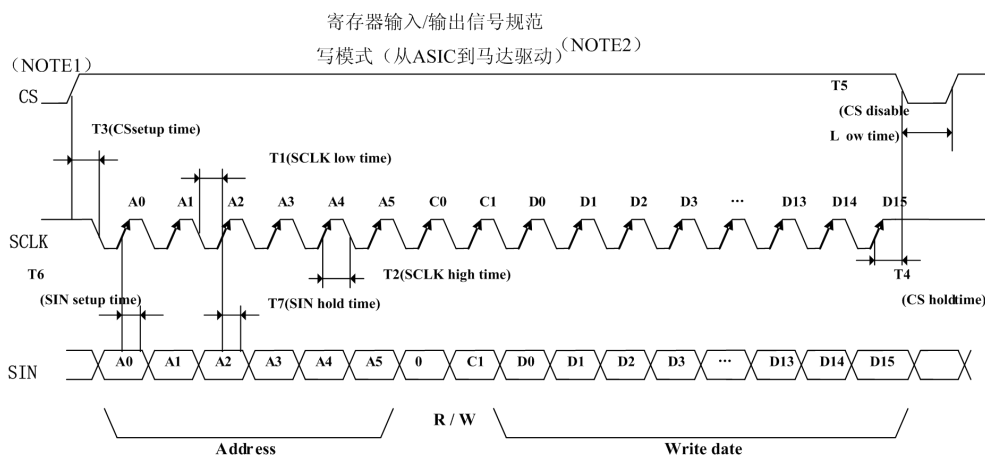 寄存器输入/输出信号规范
写模式（从ASIC到马达驱动）（NOTE2）
（NOTE1）
CS
T5
(CS disable
L ow time)
T3(CSsetup time)
T1(SCLK low time)
A0 A1 A2 A3 A4 A5 C0 C1 D0 D1 D2 D3 ··· D13 D14 D15
SCLK
T6
(SIN setup time)
T2(SCLK high time)
T7(SIN hold time)
T4
(CS holdtime)
A0 A1 A2 A3 A4 A5 0 C1 D0 D1 D2 D3 ··· D13 D14 D15
SIN
R / W
Address
Write date